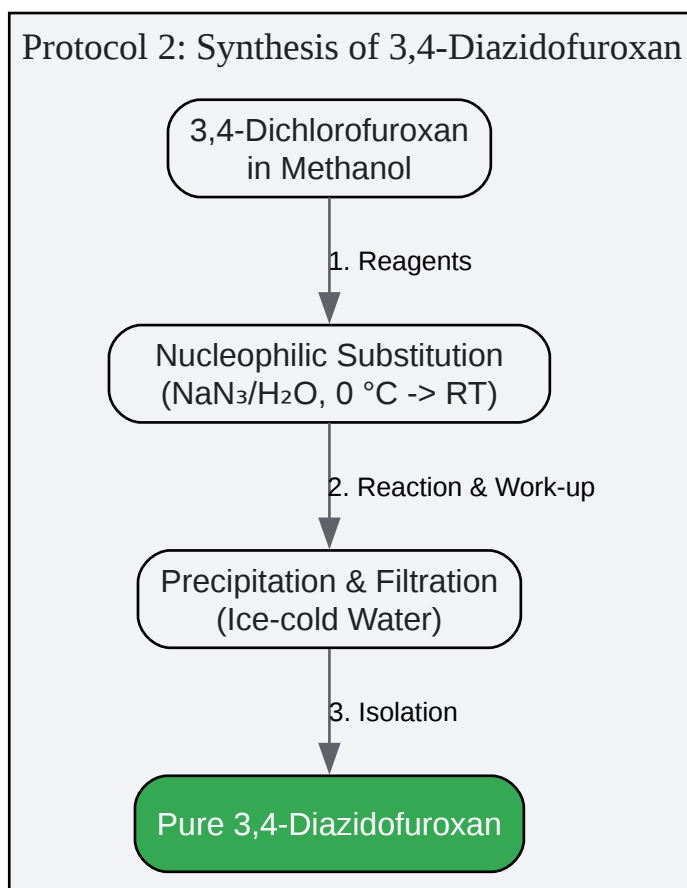 Protocol 2: Synthesis of 3,4-Diazidofuroxan
3,4-Dichlorofuroxan
in Methanol
1. Reagents
Nucleophilic Substitution
(NaN₃/H₂O, 0 °C -> RT)
2. Reaction & Work-up
Precipitation & Filtration
(Ice-cold Water)
3. Isolation
Pure 3,4-Diazidofuroxan